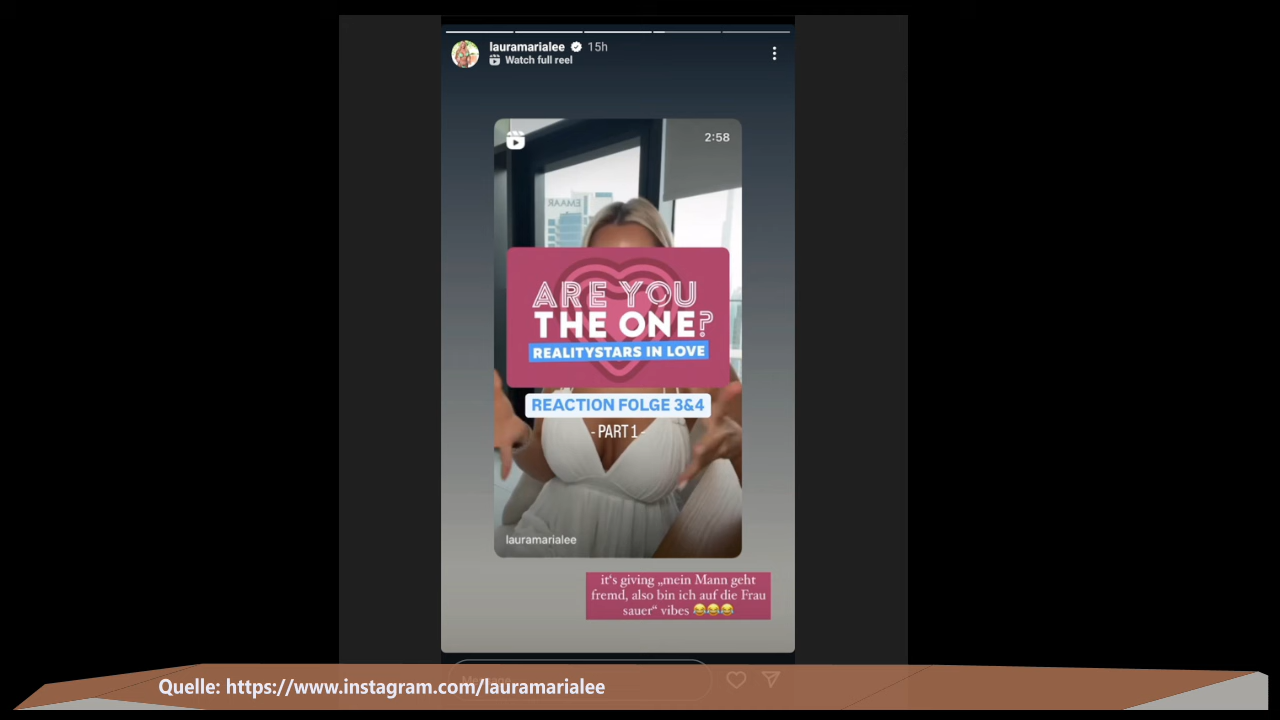 lauramarialee 15h
Watch full reel
2:58
EMAAR
ARE YOU
THE ONE?
REALITYSTARS IN LOVE
REACTION FOLGE 3&4
- PART 1 -
lauramarialee
it's giving „mein Mann geht
fremd, also bin ich auf die Frau
sauer“ vibes 😂😂😂
Message
Quelle: https://www.instagram.com/lauramarialee